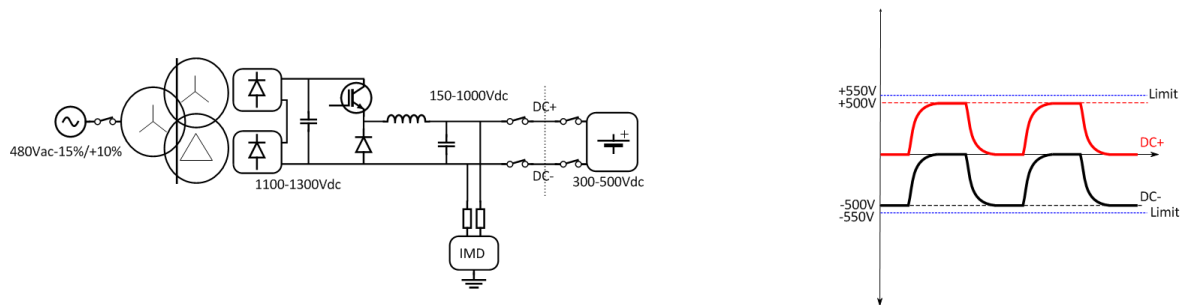 480Vac-15%/+10%
1100-1300Vdc
150-1000Vdc
DC+
DC-
300-500Vdc
+
IMD
+550V
+500V
Limit
DC+
DC-
-500V
-550V
Limit